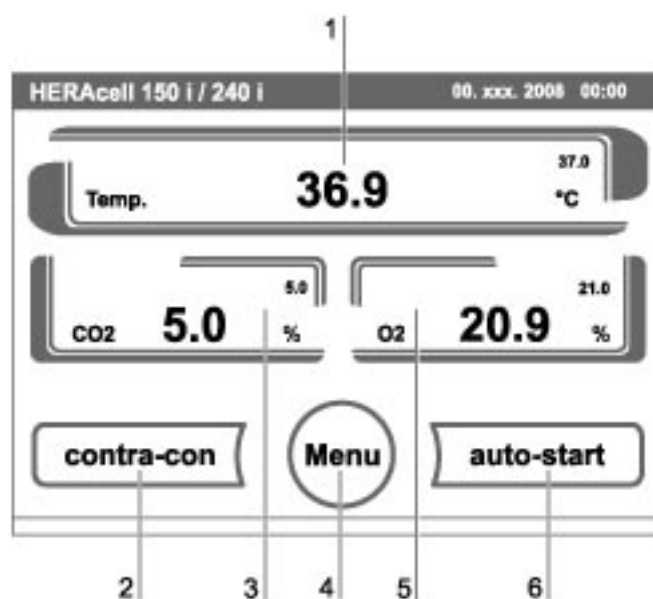 1
HERAcell 150 i / 240 i 00. xxx. 2008 00:00
37.0
Temp. 36.9 °C
5.0 21.0
CO2 5.0 % O2 20.9 %
contra-con Menu auto-start
2 3 4 5 6